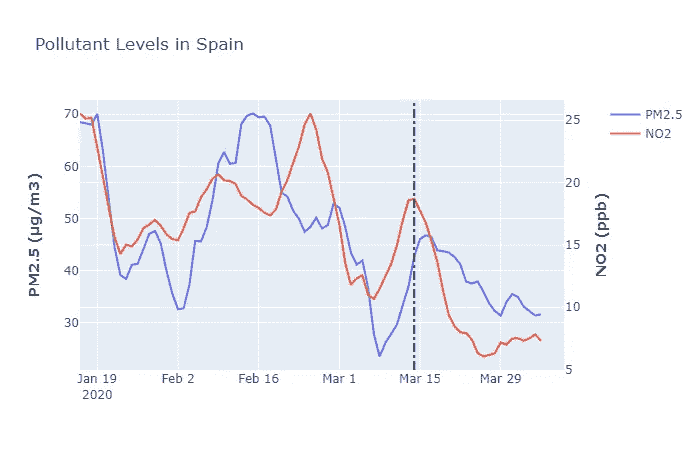 Pollutant Levels in Spain
PM2.5
NO2
70
60
50
40
30
PM2.5 (µg/m3)
25
20
15
10
5
NO2 (ppb)
Jan 19
2020
Feb 2
Feb 16
Mar 1
Mar 15
Mar 29